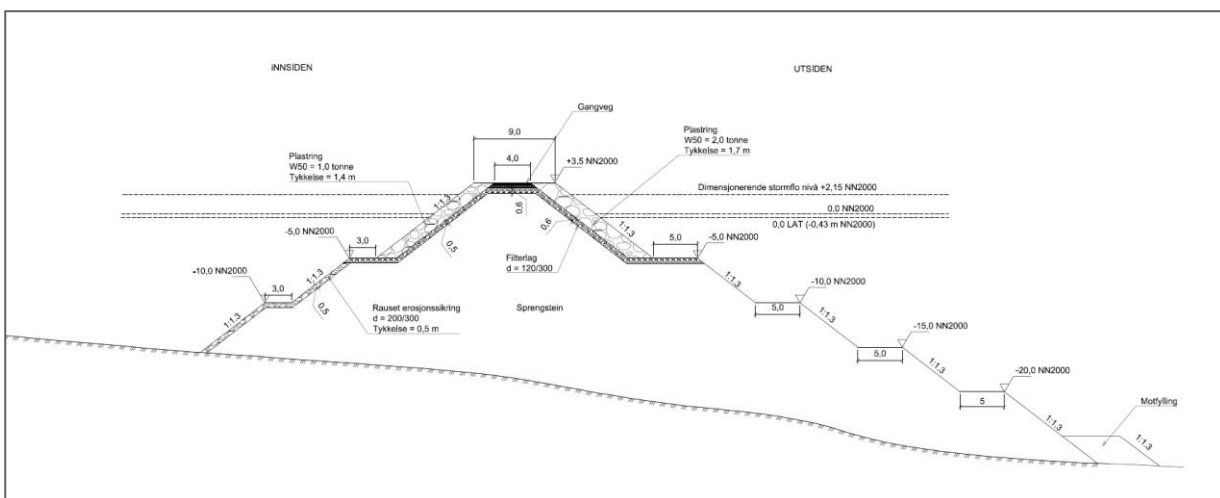 iNNSIDEN
UTSIDEN
Gangveg
9,0
4,0
+3,5 NN2000
Plastring
W50 = 1,0 tonne
Tykkelse = 1,4 m
Plastring
W50 = 2,0 tonne
Tykkelse = 1,7 m
Dimensjonerende stormflo nivå +2,15 NN2000
0,0 NN2000
0,0 LAT (-0,43 m NN2000)
1:1.3
0,6
0,6
1:1.3
0,5
-5,0 NN2000
3,0
5,0
-5,0 NN2000
Filterlag
d = 120/300
-10,0 NN2000
3,0
1:1.3
0,5
1:1.3
Rauset erosjonssikring
d = 200/300
Tykkelse = 0,5 m
Sprengstein
1:1.3
-10,0 NN2000
5,0
1:1.3
-15,0 NN2000
5,0
1:1.3
-20,0 NN2000
5
1:1.3
Motfylling
1:1.3